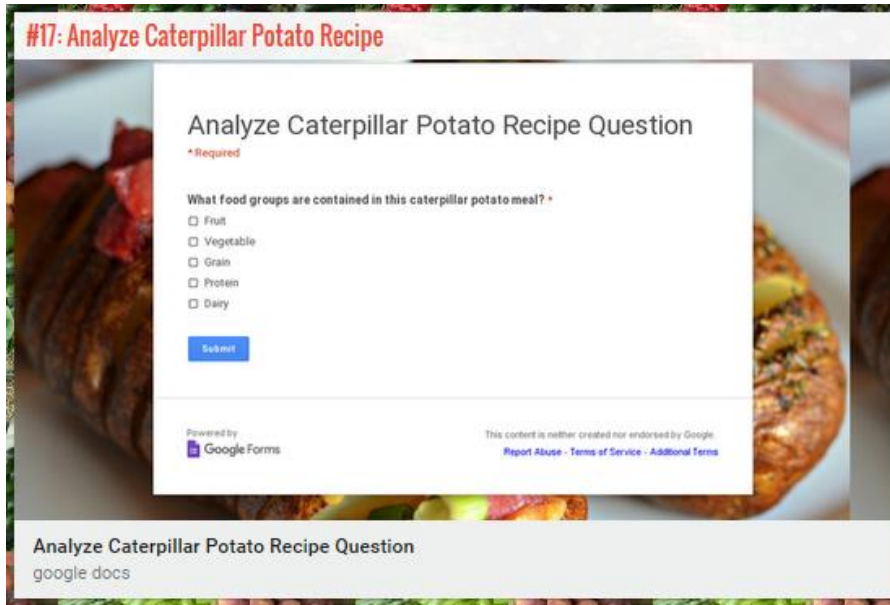 #17: Analyze Caterpillar Potato Recipe
Analyze Caterpillar Potato Recipe Question
* Required
What food groups are contained in this caterpillar potato meal? *
Fruit
Vegetable
Grain
Protein
Dairy
Submit
Powered by
Google Forms
This content is neither created nor endorsed by Google.
Report Abuse - Terms of Service - Additional Terms
Analyze Caterpillar Potato Recipe Question
google docs